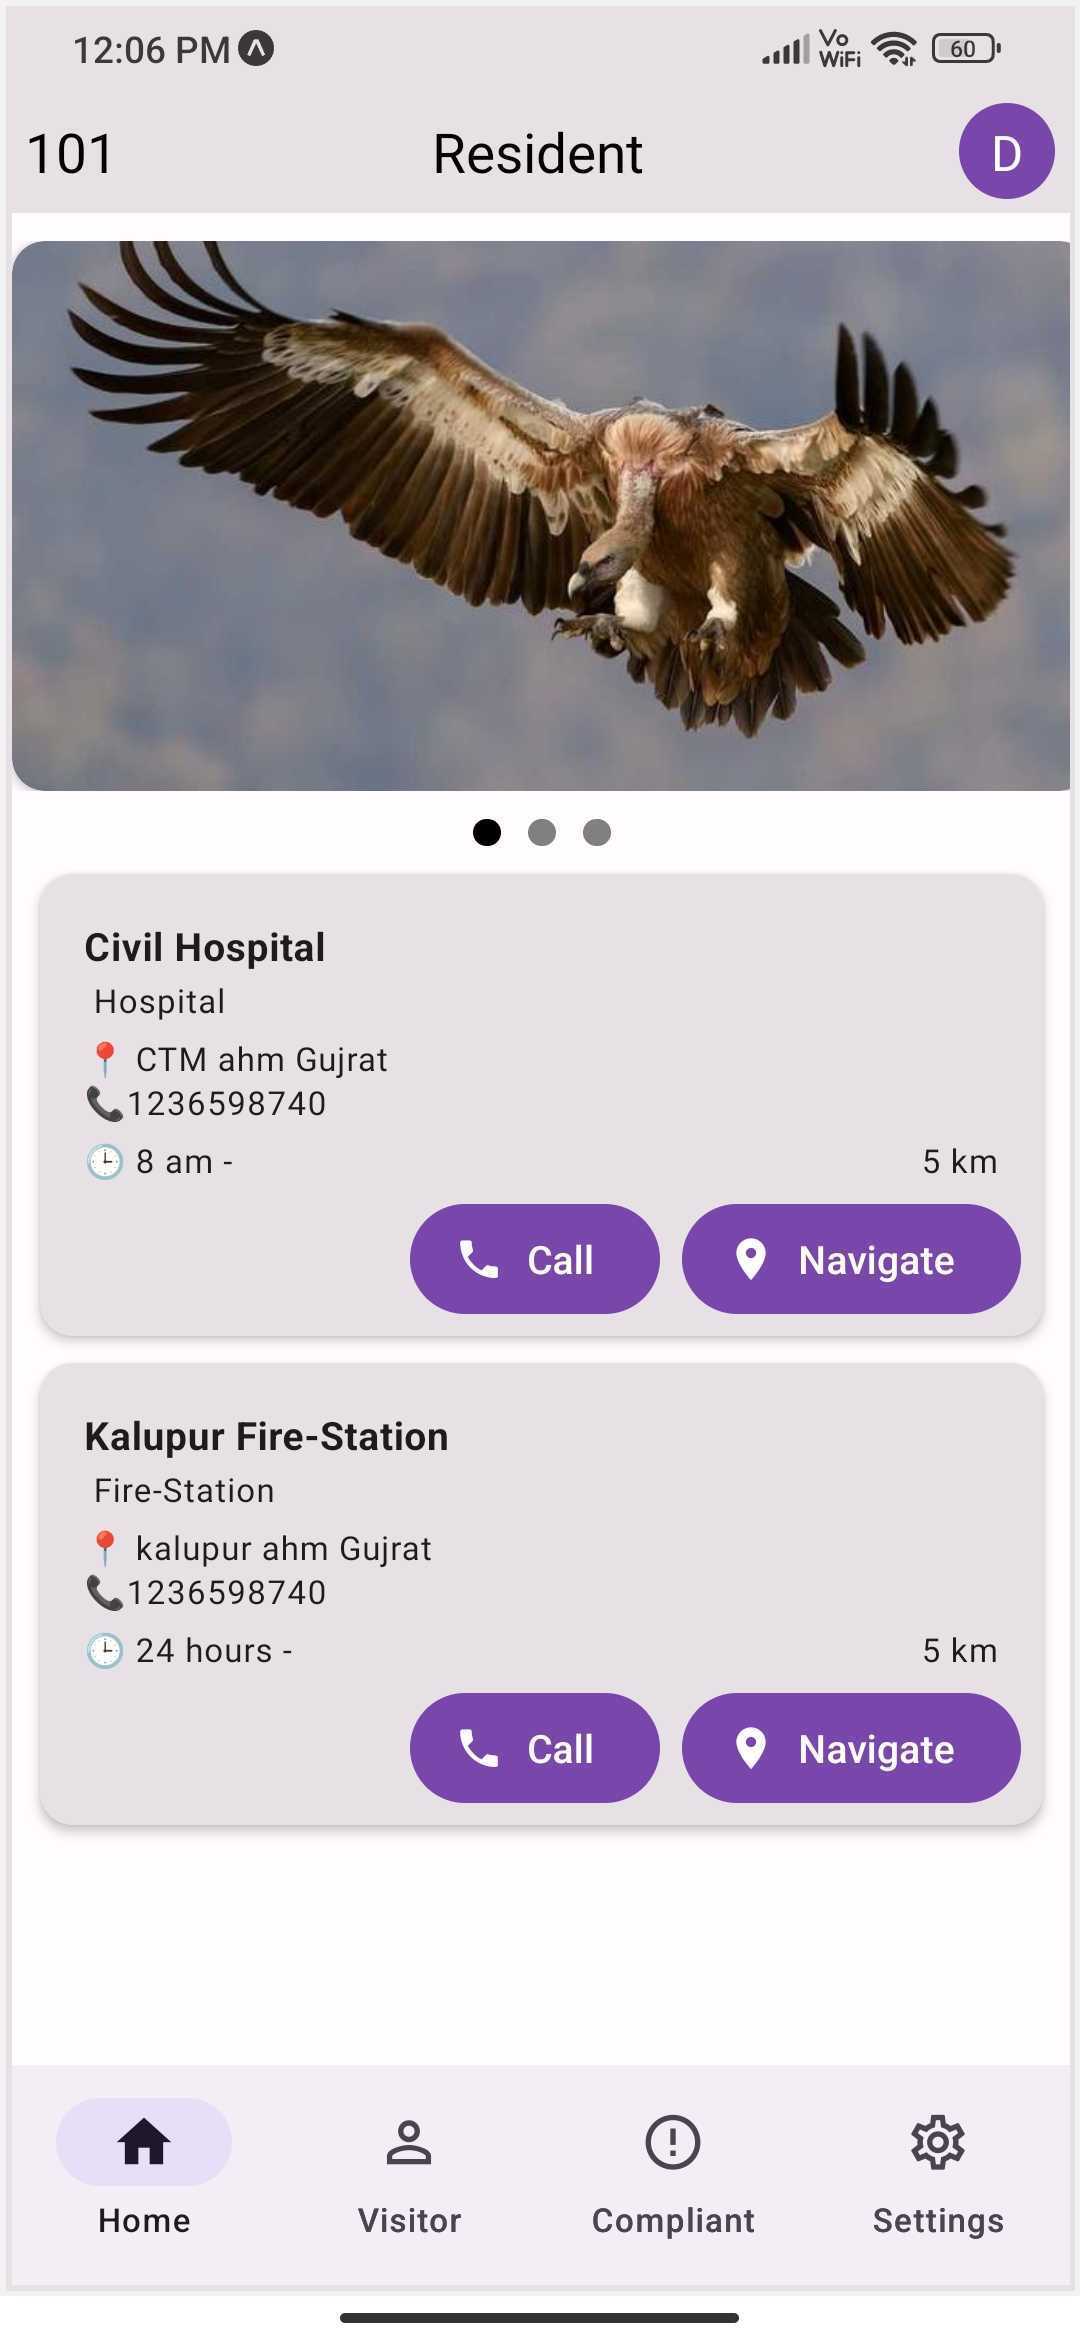 12:06 PM
Vo
WiFi
60
101
Resident
D
Civil Hospital
Hospital
📍 CTM ahm Gujrat
📞1236598740
🕒 8 am -
5 km
Call
Navigate
Kalupur Fire-Station
Fire-Station
📍 kalupur ahm Gujrat
📞1236598740
🕒 24 hours -
5 km
Call
Navigate
Home
Visitor
Compliant
Settings